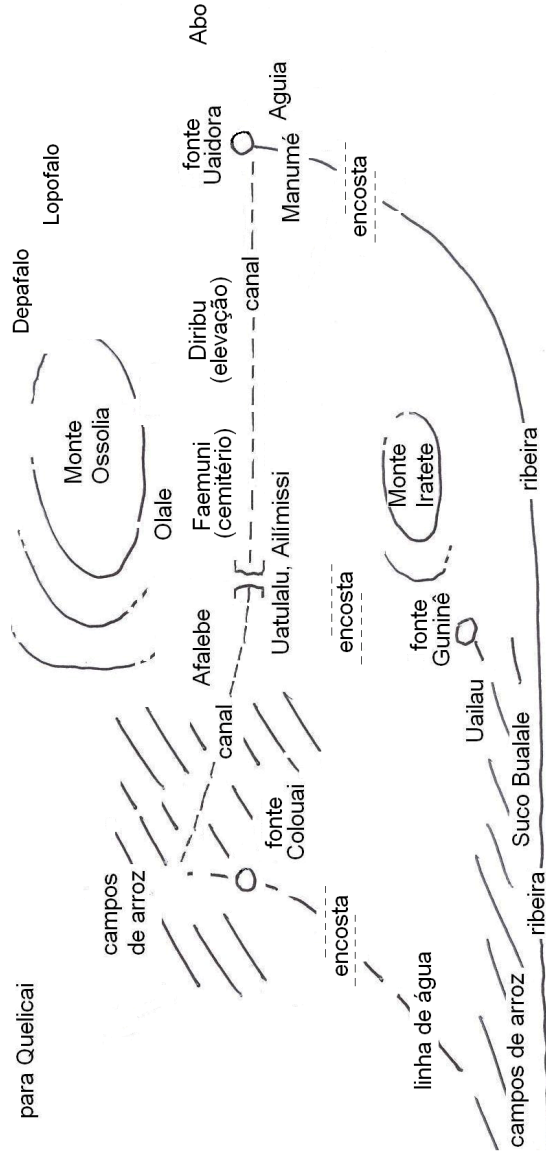 para Quelicai
campos
de arroz
canal
fonte
Colouai
encosta
linha de água
campos de arroz
ribeira
Afalebe
Uatulalu, Ailímissi
encosta
fonte
Guninê
Uailau
Suco Bualale
Monte
Ossolia
Olale
Faemuni
(cemitério)
Diribu
(elevação)
canal
Monte
Iratete
ribeira
Depafalo
Lopofalo
fonte
Uaidora
Manumé
Aguia
encosta
Abo